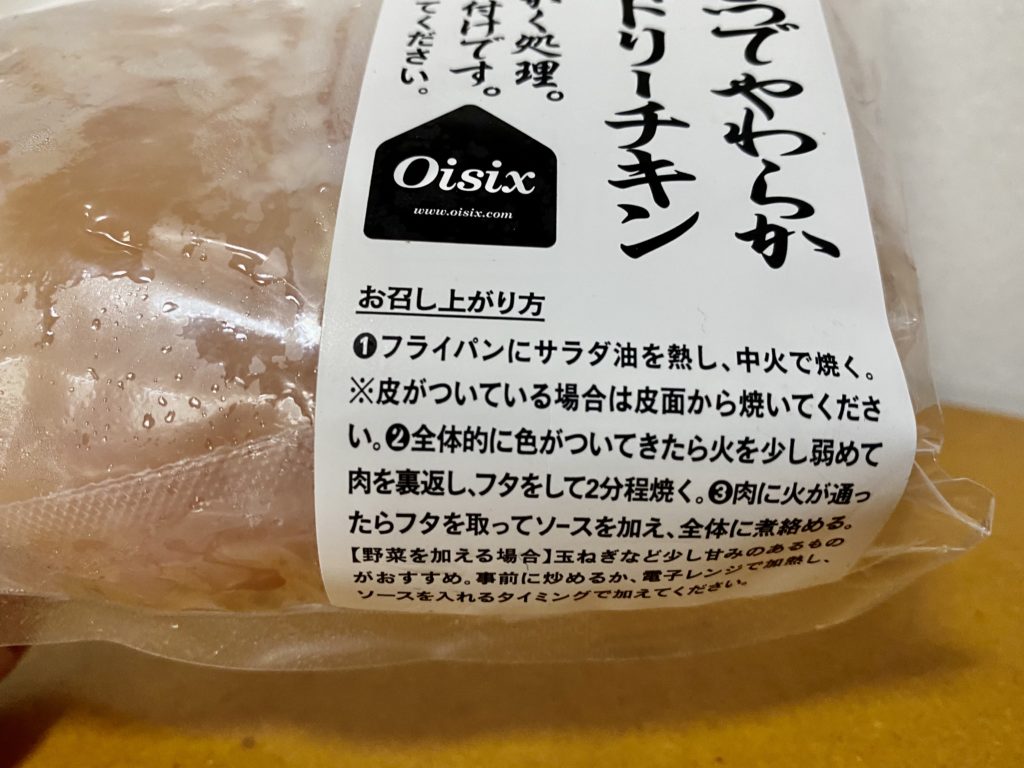 つでやわらか
ドリーチキン
かく処理。
付けです。
てください。
Oisix
www.oisix.com
お召し上がり方
❶フライパンにサラダ油を熱し、中火で焼く。
※皮がついている場合は皮面から焼いてくださ
い。❷全体的に色がついてきたら火を少し弱めて
肉を裏返し、フタをして2分程焼く。❸肉に火が通っ
たらフタを取ってソースを加え、全体に煮絡める。
【野菜を加える場合】玉ねぎなど少し甘みのあるもの
がおすすめ。事前に炒めるか、電子レンジで加熱し、
ソースを入れるタイミングで加えてください。